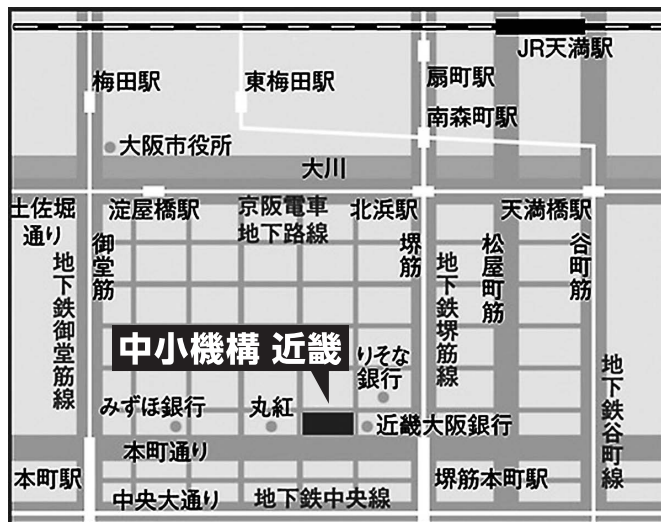 JR天満駅
梅田駅
東梅田駅
扇町駅
南森町駅
大阪市役所
大川
土佐堀
通り
淀屋橋駅
京阪電車
地下路線
北浜駅
天満橋駅
御堂筋
堺筋
松屋町筋
谷町筋
地下鉄御堂筋線
地下鉄堺筋線
中小機構 近畿
りそな
銀行
地下鉄谷町線
みずほ銀行
丸紅
近畿大阪銀行
本町通り
本町駅
堺筋本町駅
中央大通り
地下鉄中央線